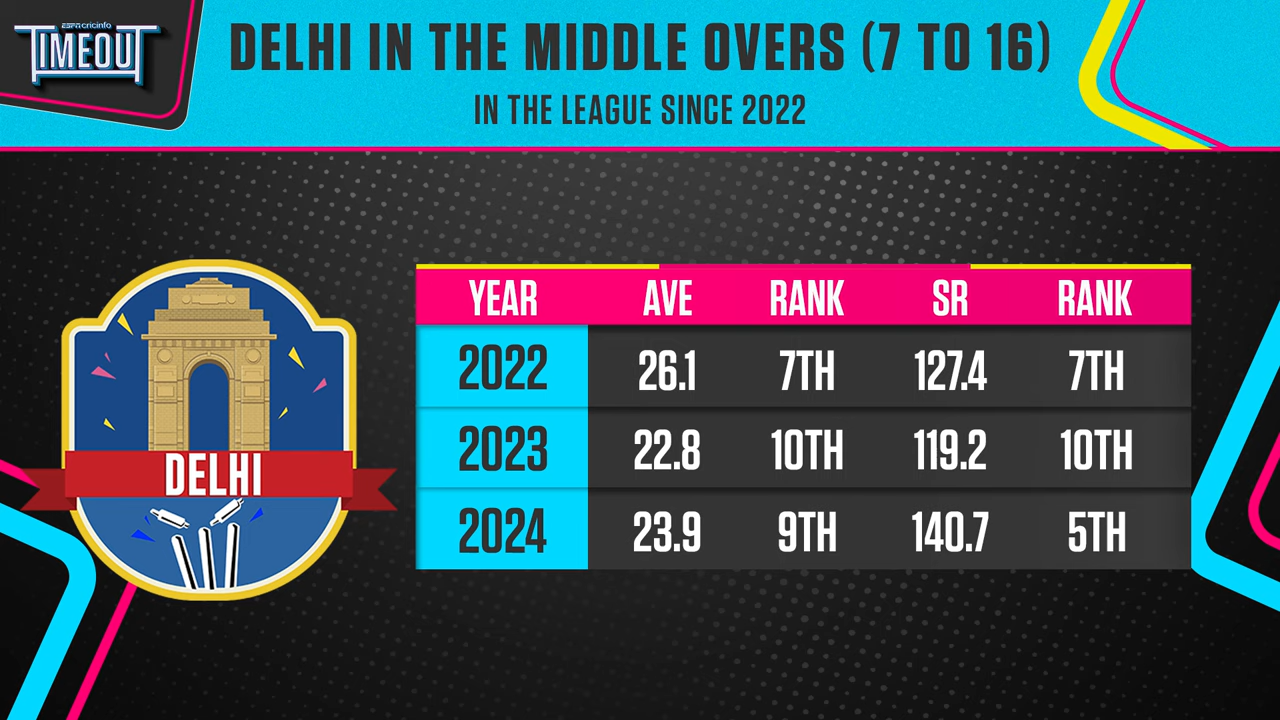 ESPNcricinfo
TIMEOUT
DELHI IN THE MIDDLE OVERS (7 TO 16)
IN THE LEAGUE SINCE 2022
DELHI
YEAR AVE RANK SR RANK
2022 26.1 7TH 127.4 7TH
2023 22.8 10TH 119.2 10TH
2024 23.9 9TH 140.7 5TH